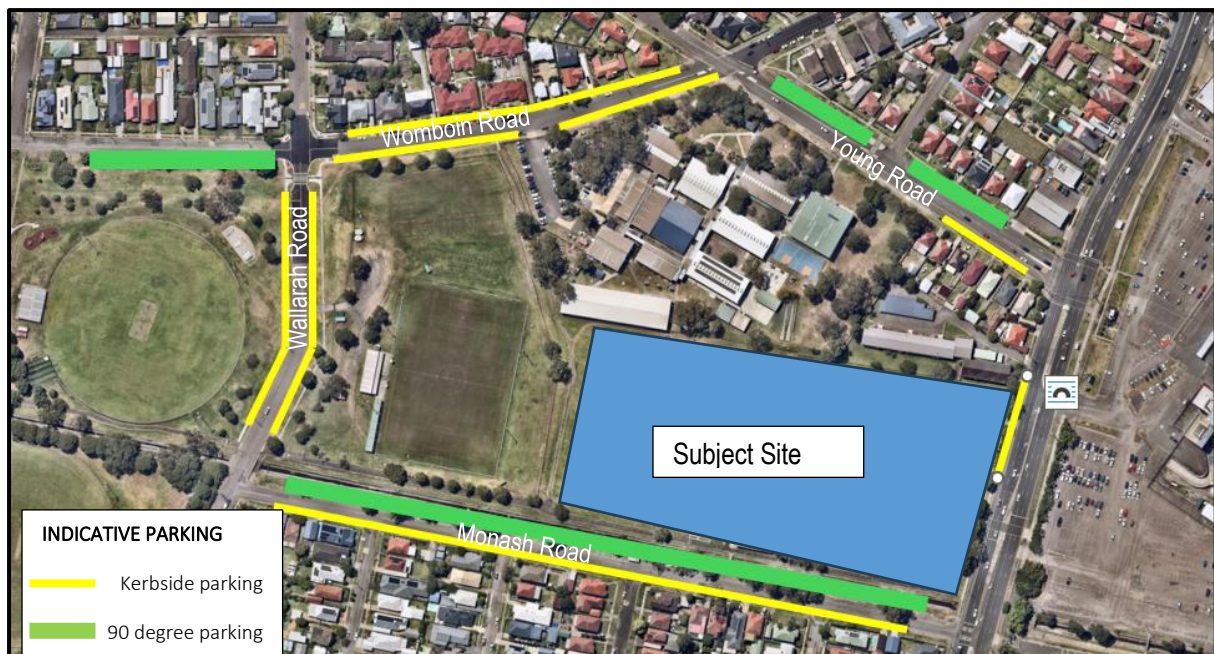 Womboin Road
Young Road
Wallarah Road
Subject Site
Monash Road
INDICATIVE PARKING
Kerbside parking
90 degree parking